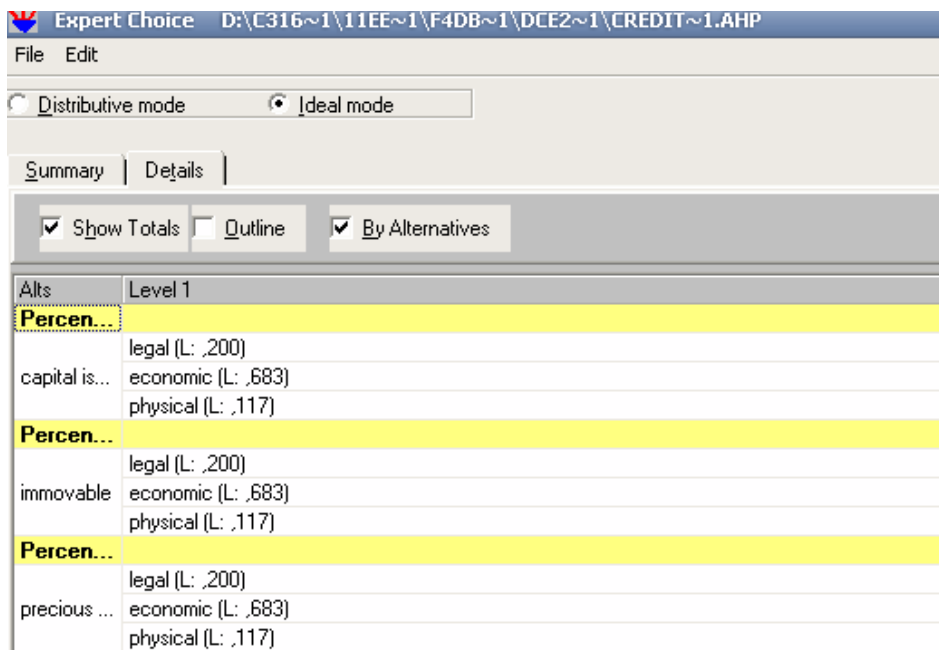 Expert Choice D:\C316~1\11EE~1\F4DB~1\DCE2~1\CREDIT~1.AHP
File Edit
Distributive mode Ideal mode
Summary Details
Show Totals Outline By Alternatives
Alts Level 1
Percen...
legal (L: ,200)
capital is... economic (L: ,683)
physical (L: ,117)
Percen...
legal (L: ,200)
immovable economic (L: ,683)
physical (L: ,117)
Percen...
legal (L: ,200)
precious ... economic (L: ,683)
physical (L: ,117)